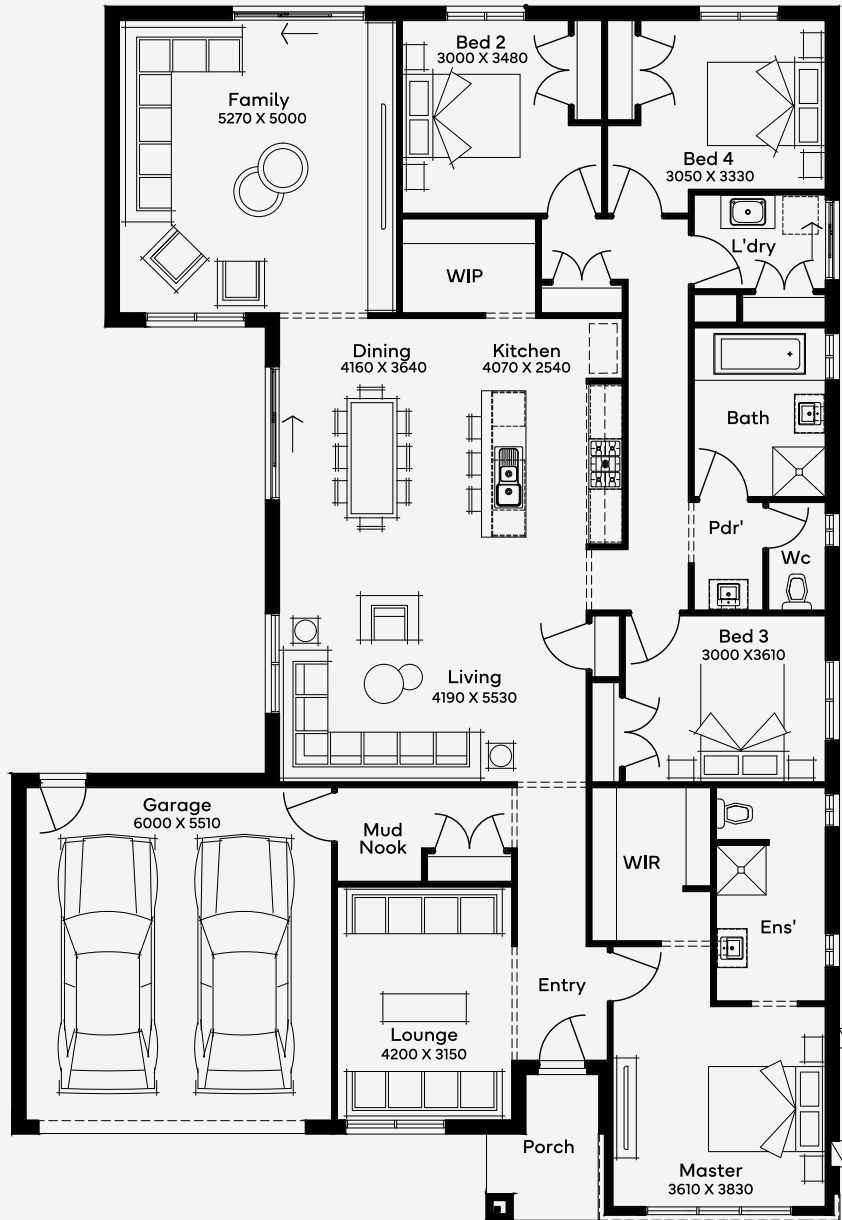 Bed 2
3000 X 3480
Family
5270 X 5000
Bed 4
3050 X 3330
L'dry
WIP
Dining
4160 X 3640
Kitchen
4070 X 2540
Bath
Pdr'
Wc
Bed 3
3000 X3610
Living
4190 X 5530
Garage
6000 X 5510
Mud
Nook
WIR
Ens'
Entry
Lounge
4200 X 3150
Porch
Master
3610 X 3830